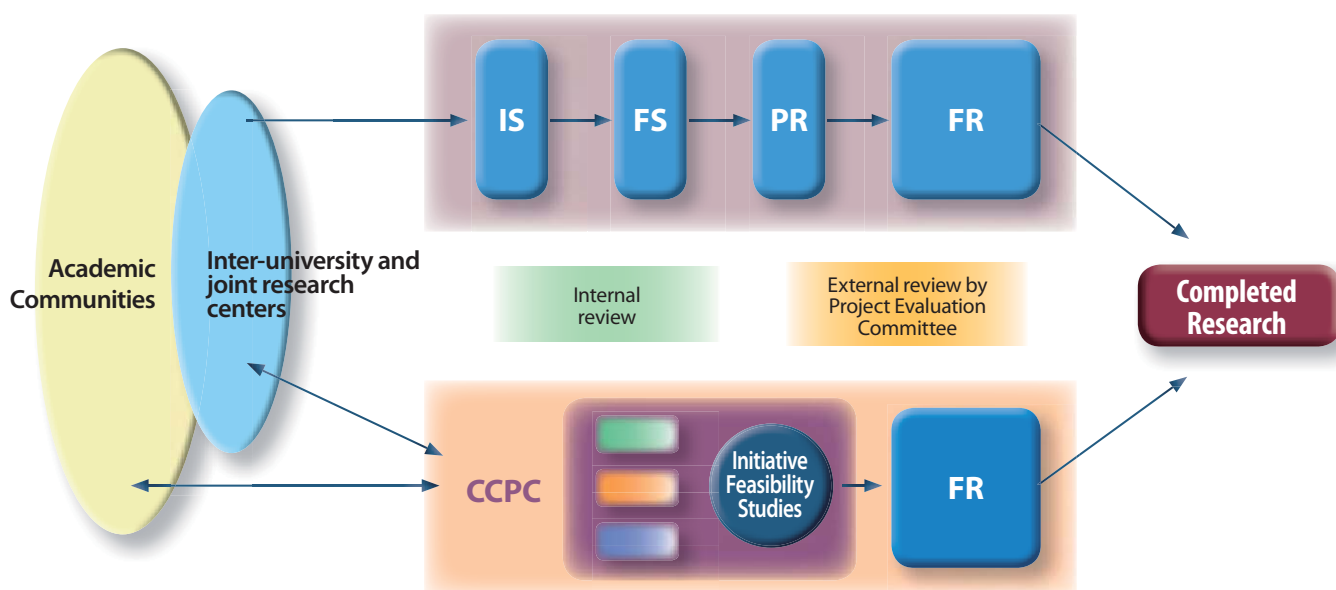 IS
FS
PR
FR
Academic
Communities
Inter-university and
joint research
centers
Internal
review
External review by
Project Evaluation
Committee
Completed
Research
CCPC
Initiative
Feasibility
Studies
FR